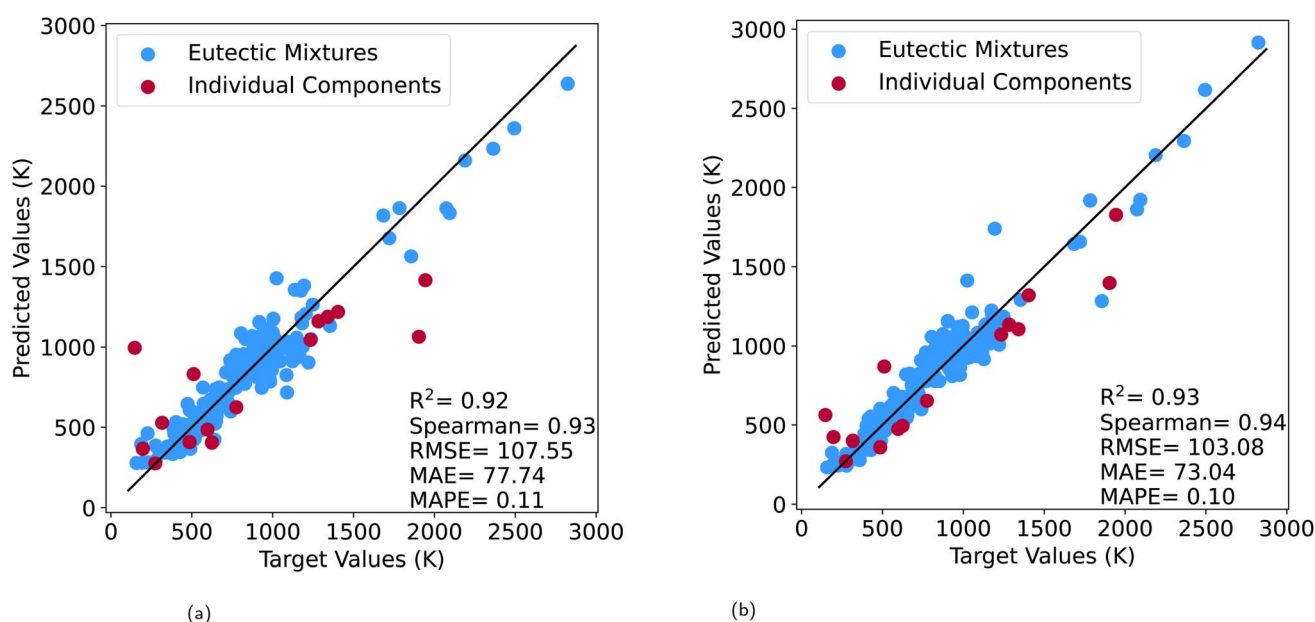 3000
2500
2000
1500
1000
500
0
Predicted Values (K)
Eutectic Mixtures
Individual Components
R²= 0.92
Spearman= 0.93
RMSE= 107.55
MAE= 77.74
MAPE= 0.11
0 500 1000 1500 2000 2500 3000
Target Values (K)
(a)
3000
2500
2000
1500
1000
500
0
Predicted Values (K)
Eutectic Mixtures
Individual Components
R²= 0.93
Spearman= 0.94
RMSE= 103.08
MAE= 73.04
MAPE= 0.10
0 500 1000 1500 2000 2500 3000
Target Values (K)
(b)